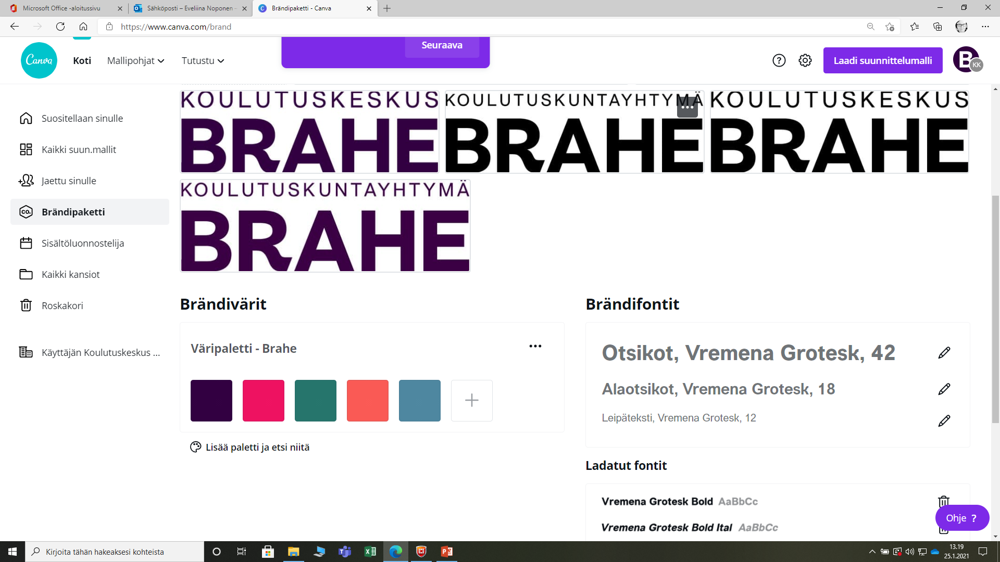 Microsoft Office -aloitussivu
Sähköposti – Eveliina Noponen –
Brändipaketti - Canva
https://www.canva.com/brand
Seuraava
Canva
Koti
Mallipohjat
Tutustu
?
Laadi suunnittelumalli
B
KK
Suositellaan sinulle
Kaikki suun.mallit
Jaettu sinulle
CO.
Brändipaketti
Sisältöluonnostelija
Kaikki kansiot
Roskakori
Käyttäjän Koulutuskeskus ...
KOULUTUSKESKUS
BRAHE
KOULUTUSKUNTAYHTYMÄ
BRAHE
KOULUTUSKESKUS
BRAHE
KOULUTUSKUNTAYHTYMÄ
BRAHE
Brändivärit
Väripaletti - Brahe
Lisää paletti ja etsi niitä
Brändifontit
Otsikot, Vremena Grotesk, 42
Alaotsikot, Vremena Grotesk, 18
Leipäteksti, Vremena Grotesk, 12
Ladatut fontit
Vremena Grotesk Bold AaBbCc
Vremena Grotesk Bold Ital AaBbCc
Ohje ?
Kirjoita tähän hakeaksesi kohteista
13.19
25.1.2021